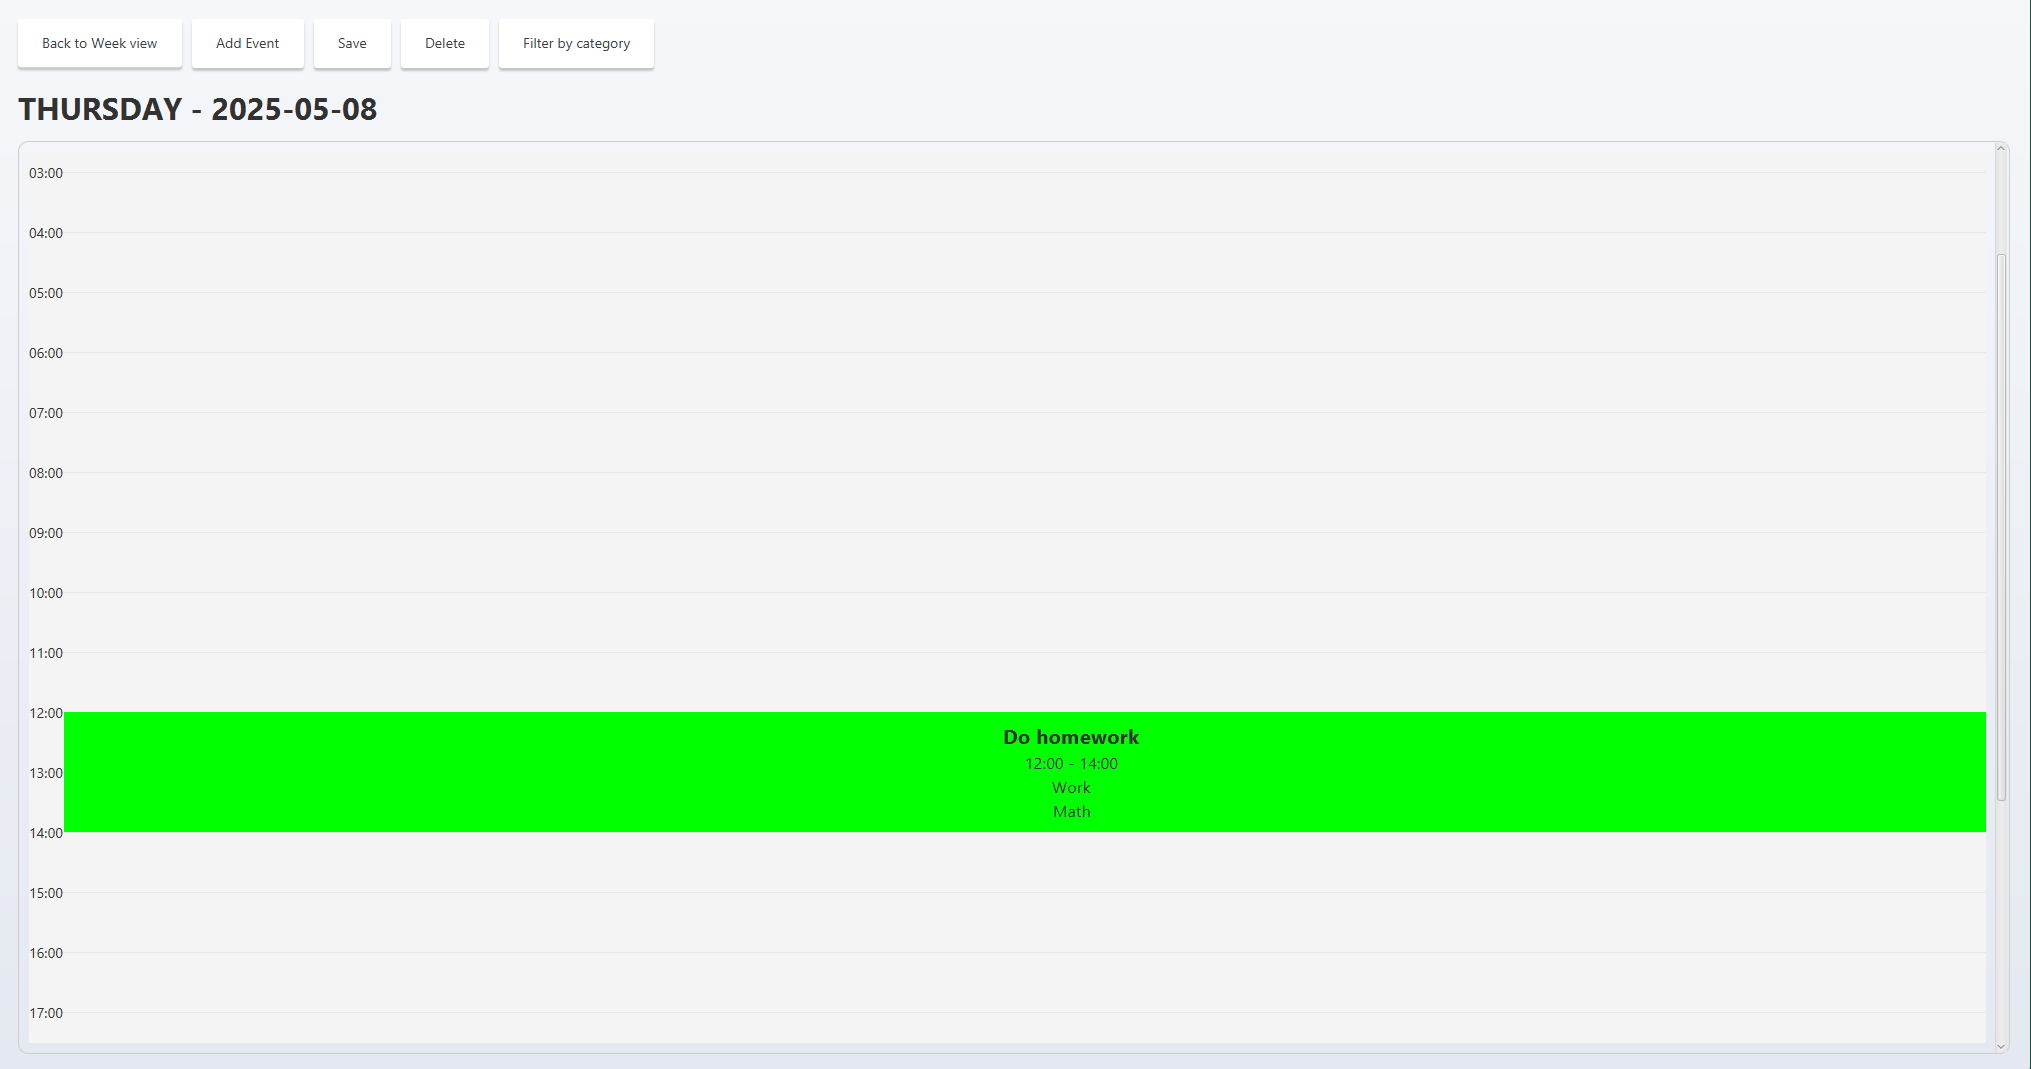 Back to Week view
Add Event
Save
Delete
Filter by category
THURSDAY - 2025-05-08
03:00
04:00
05:00
06:00
07:00
08:00
09:00
10:00
11:00
12:00
Do homework
12:00 - 14:00
13:00
Work
Math
14:00
15:00
16:00
17:00